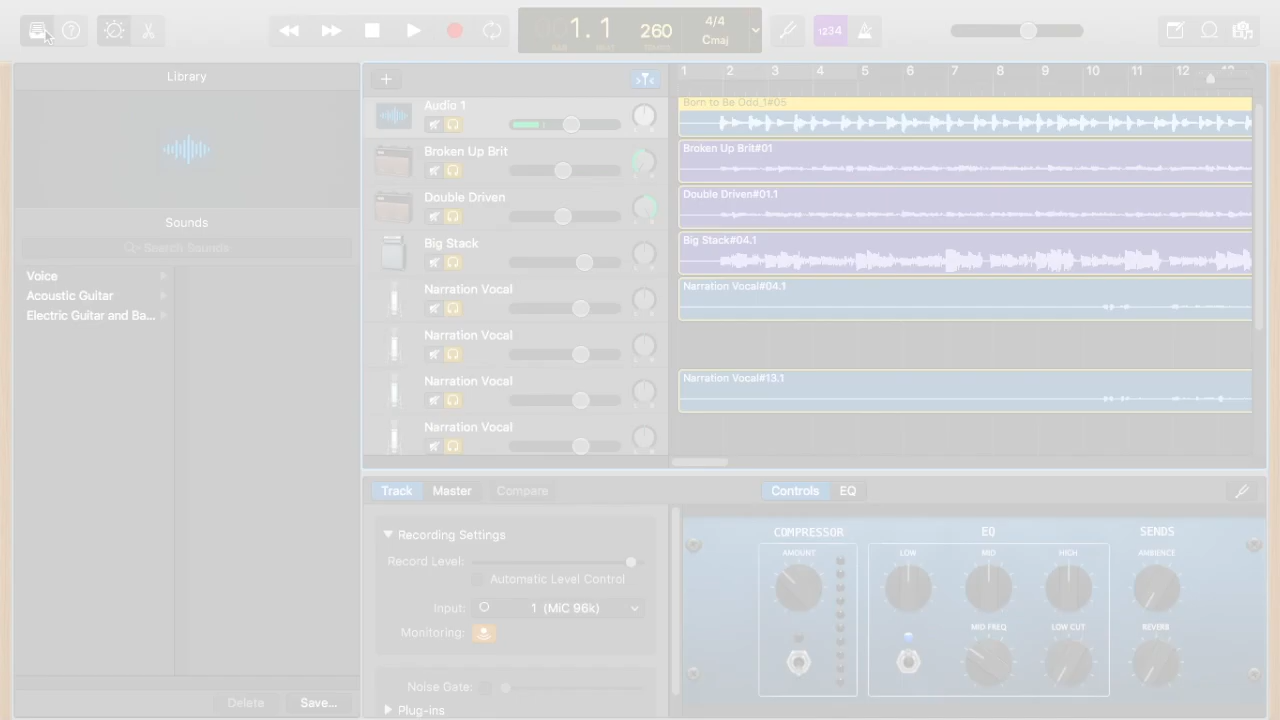 1.1
260
4/4
Cmaj
1234
Library
Sounds
Search Sounds
Voice
Acoustic Guitar
Electric Guitar and Ba...
Delete
Save...
1 2 3 4 5 6 7 8 9 10 11 12
Audio 1
Born to Be Odd_1#05
Broken Up Brit
Broken Up Brit#01
Double Driven
Double Driven#01.1
Big Stack
Big Stack#04.1
Narration Vocal
Narration Vocal#04.1
Narration Vocal
Narration Vocal
Narration Vocal#13.1
Narration Vocal
Track
Master
Compare
Controls
EQ
Recording Settings
Record Level:
Automatic Level Control
Input:
1 (MiC 96k)
Monitoring:
Noise Gate:
Plug-ins
COMPRESSOR
EQ
SENDS
AMOUNT
LOW
MID
HIGH
AMBIENCE
MID FREQ
LOW CUT
REVERB